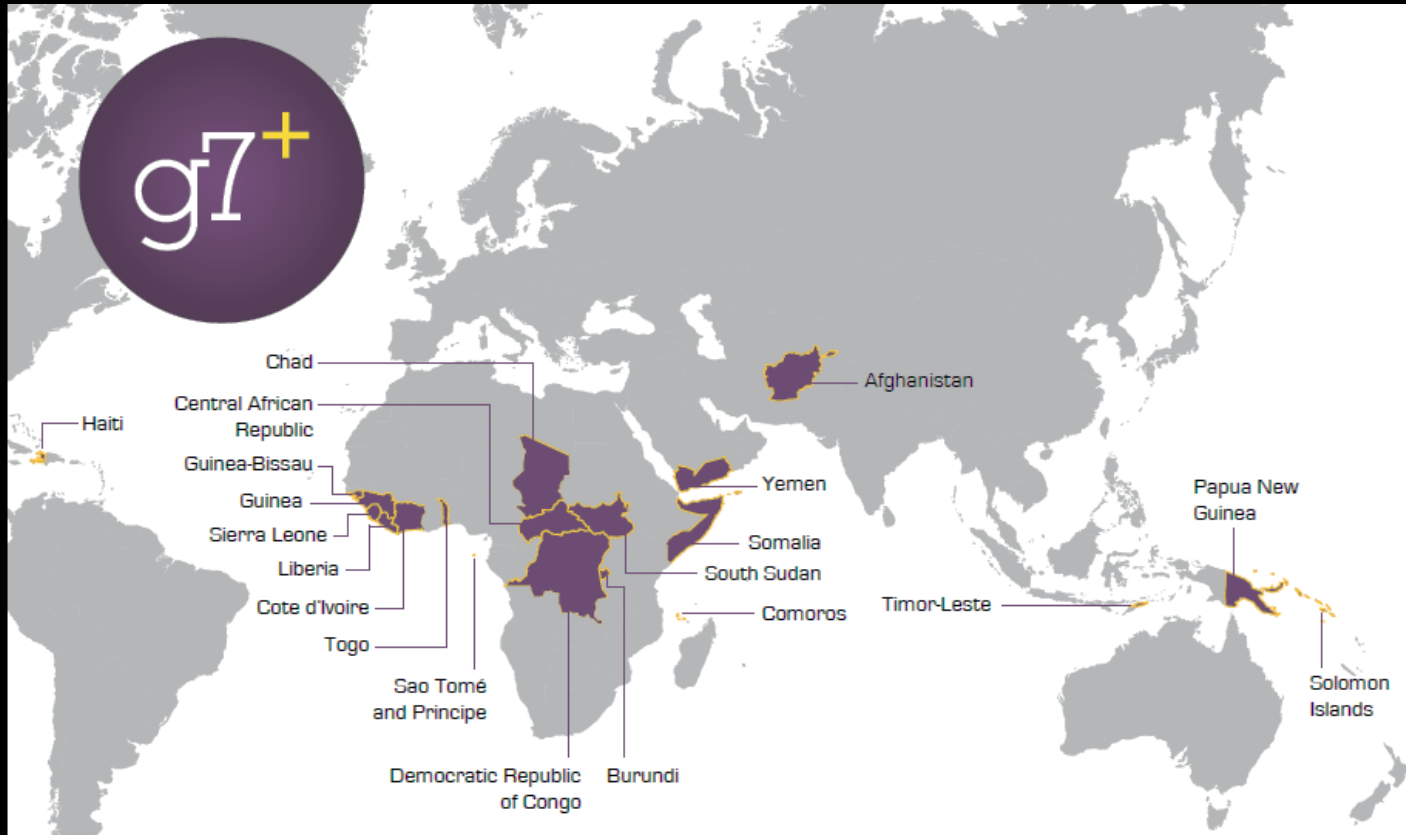 g7+
Chad
Central African
Republic
Haiti
Guinea-Bissau
Guinea
Sierra Leone
Liberia
Cote d'Ivoire
Togo
Sao Tomé
and Principe
Democratic Republic
of Congo
Burundi
Afghanistan
Yemen
Somalia
South Sudan
Comoros
Timor-Leste
Papua New
Guinea
Solomon
Islands